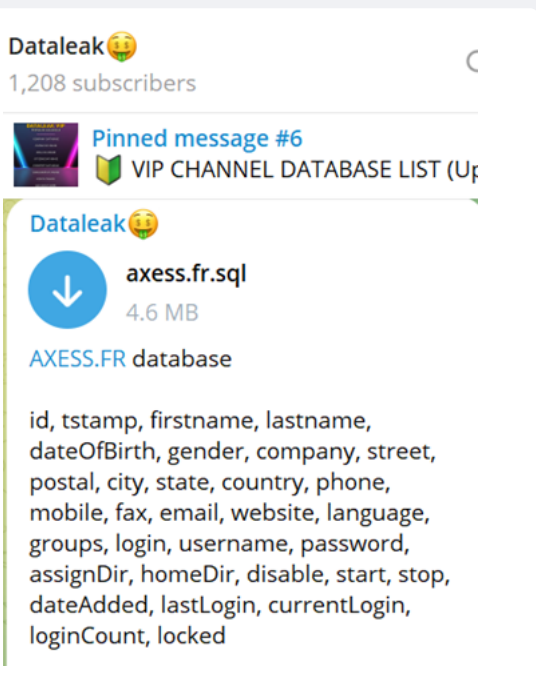 Dataleak🤑
1,208 subscribers
Pinned message #6
🔰 VIP CHANNEL DATABASE LIST (Up
Dataleak🤑
axess.fr.sql
4.6 MB
AXESS.FR database
id, tstamp, firstname, lastname,
dateOfBirth, gender, company, street,
postal, city, state, country, phone,
mobile, fax, email, website, language,
groups, login, username, password,
assignDir, homeDir, disable, start, stop,
dateAdded, lastLogin, currentLogin,
loginCount, locked